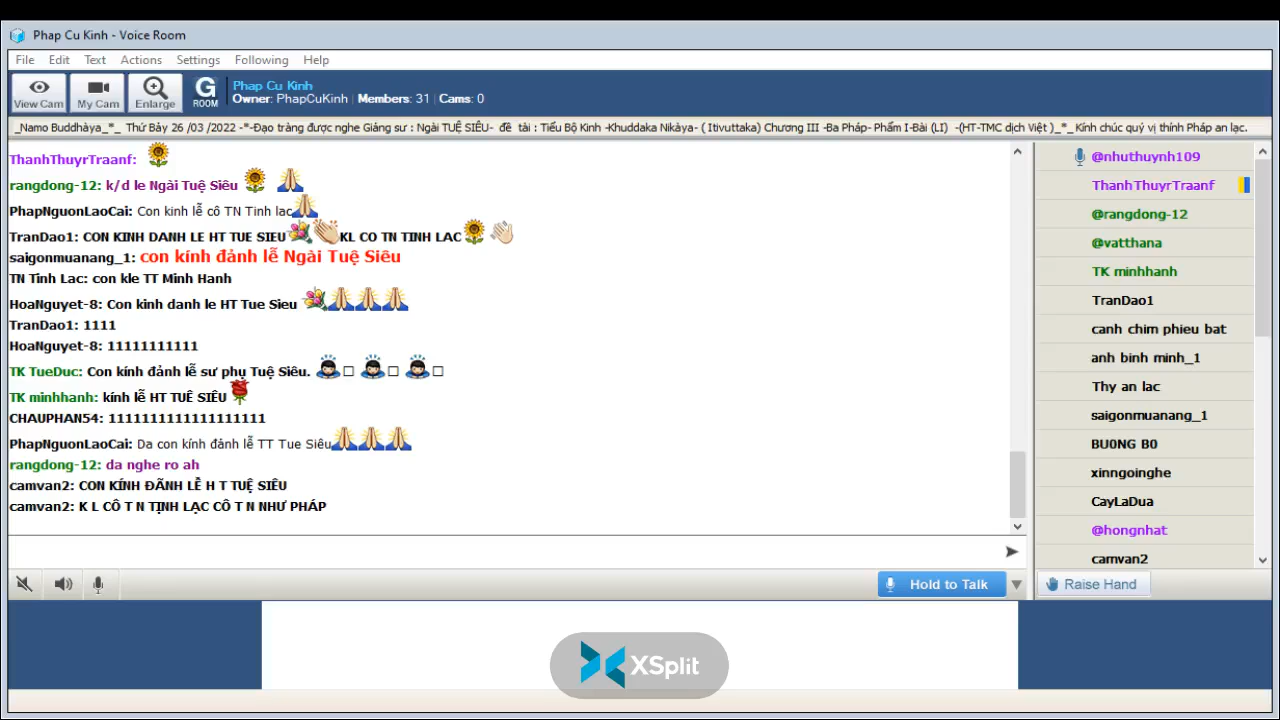 Phap Cu Kinh - Voice Room
File Edit Text Actions Settings Following Help
View Cam My Cam Enlarge G ROOM
Phap Cu Kinh
Owner: PhapCuKinh Members: 31 Cams: 0
_Namo Buddhàya_*_ Thứ Bảy 26 /03 /2022 -*-Đạo tràng được nghe Giảng sư : Ngài TUỆ SIÊU- đề tài : Tiểu Bộ Kinh -Khuddaka Nikàya- ( Itivuttaka) Chương III -Ba Pháp- Phẩm I-Bài (LI) -(HT-TMC dịch Việt )_*_ Kính chúc quý vị thính Pháp an lạc.
ThanhThuyrTraanf:
rangdong-12: k/d le Ngài Tuệ Siêu
PhapNguonLaoCai: Con kinh lễ cô TN Tinh lac
TranDao1: CON KINH DANH LE HT TUE SIEU KL CO TN TINH LAC
saigonmuanang_1: con kính đảnh lễ Ngài Tuệ Siêu
TN Tinh Lac: con kle TT Minh Hanh
HoaNguyet-8: Con kinh danh le HT Tue Sieu
TranDao1: 1111
HoaNguyet-8: 11111111111
TK TueDuc: Con kính đảnh lễ sư phụ Tuệ Siêu.
TK minhhanh: kính lễ HT TUÊ SIÊU
CHAUPHAN54: 1111111111111111111
PhapNguonLaoCai: Da con kính đảnh lễ TT Tue Siêu
rangdong-12: da nghe ro ah
camvan2: CON KÍNH ĐÃNH LỄ H T TUỆ SIÊU
camvan2: K L CÔ T N TỊNH LẠC CÔ T N NHƯ PHÁP
@nhuthuynh109
ThanhThuyrTraanf
@rangdong-12
@vatthana
TK minhhanh
TranDao1
canh chim phieu bat
anh binh minh_1
Thy an lac
saigonmuanang_1
BU0NG B0
xinngoinghe
CayLaDua
@hongnhat
camvan2
Hold to Talk
Raise Hand
XSplit